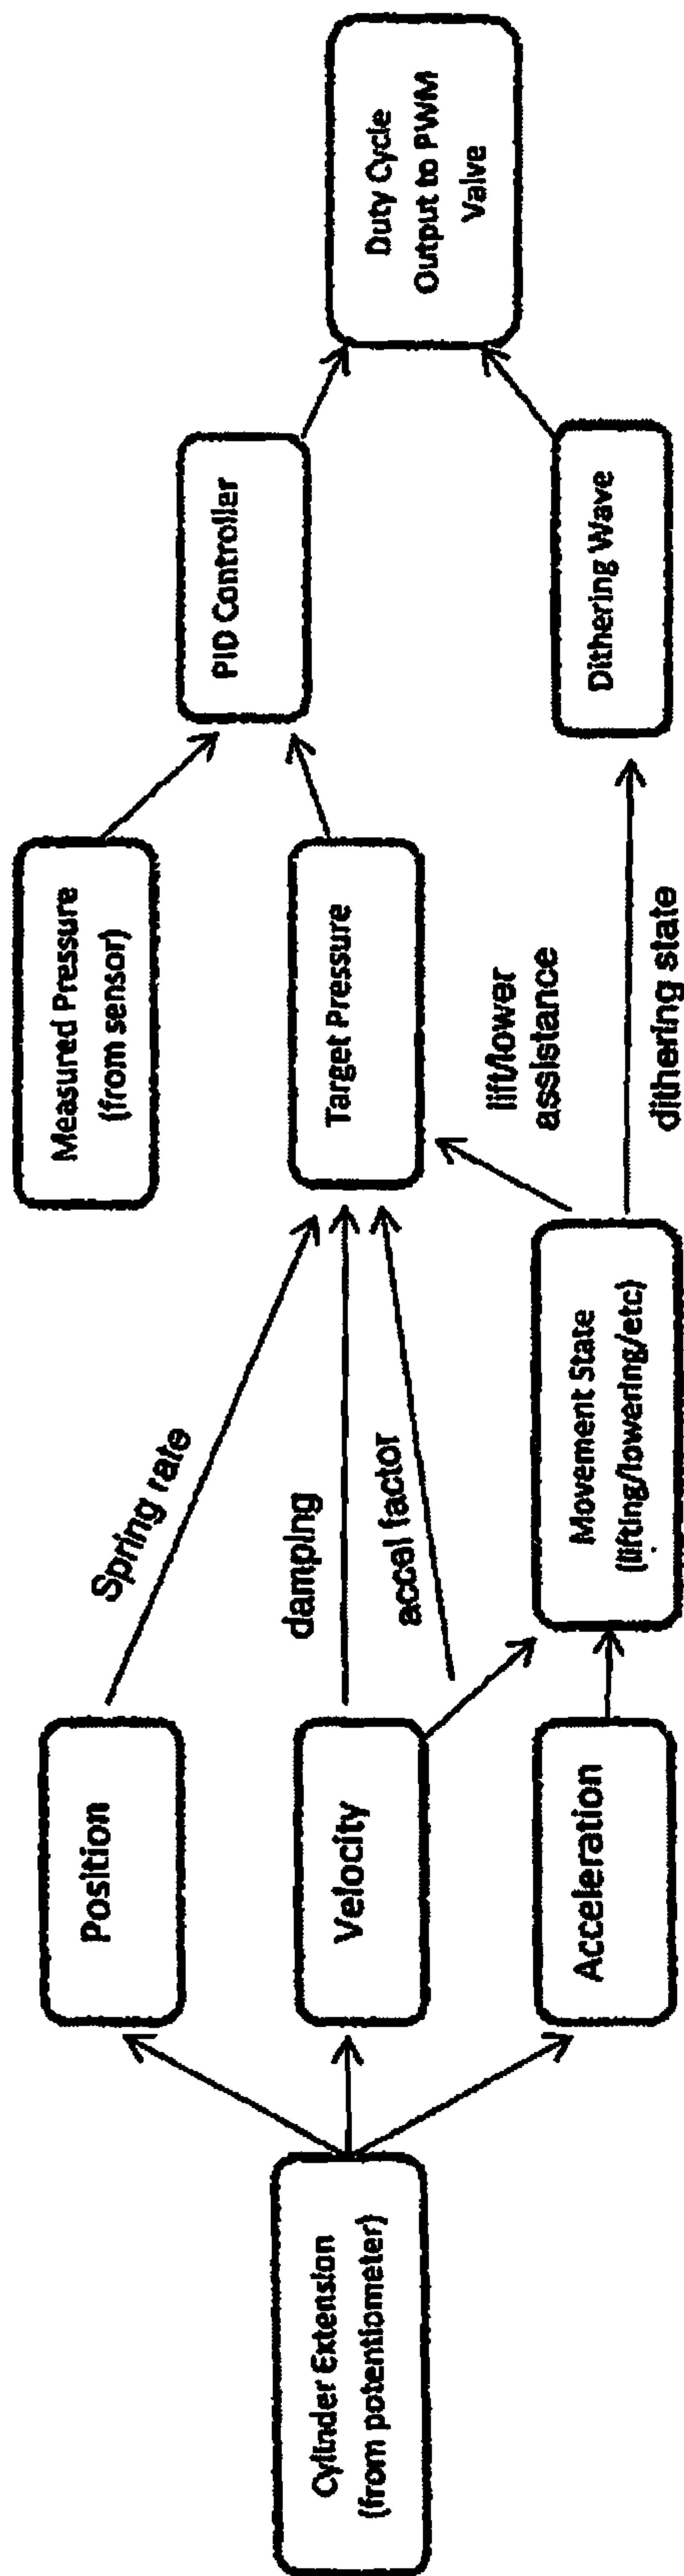 Cylinder Extension
(from potentiometer)
Position
Velocity
Acceleration
Spring rate
damping
accel factor
Movement State
(lifting/lowering/etc)
lift/lower
assistance
dithering state
Measured Pressure
(from sensor)
Target Pressure
PID Controller
Dithering Wave
Duty Cycle
Output to PWM
Valve